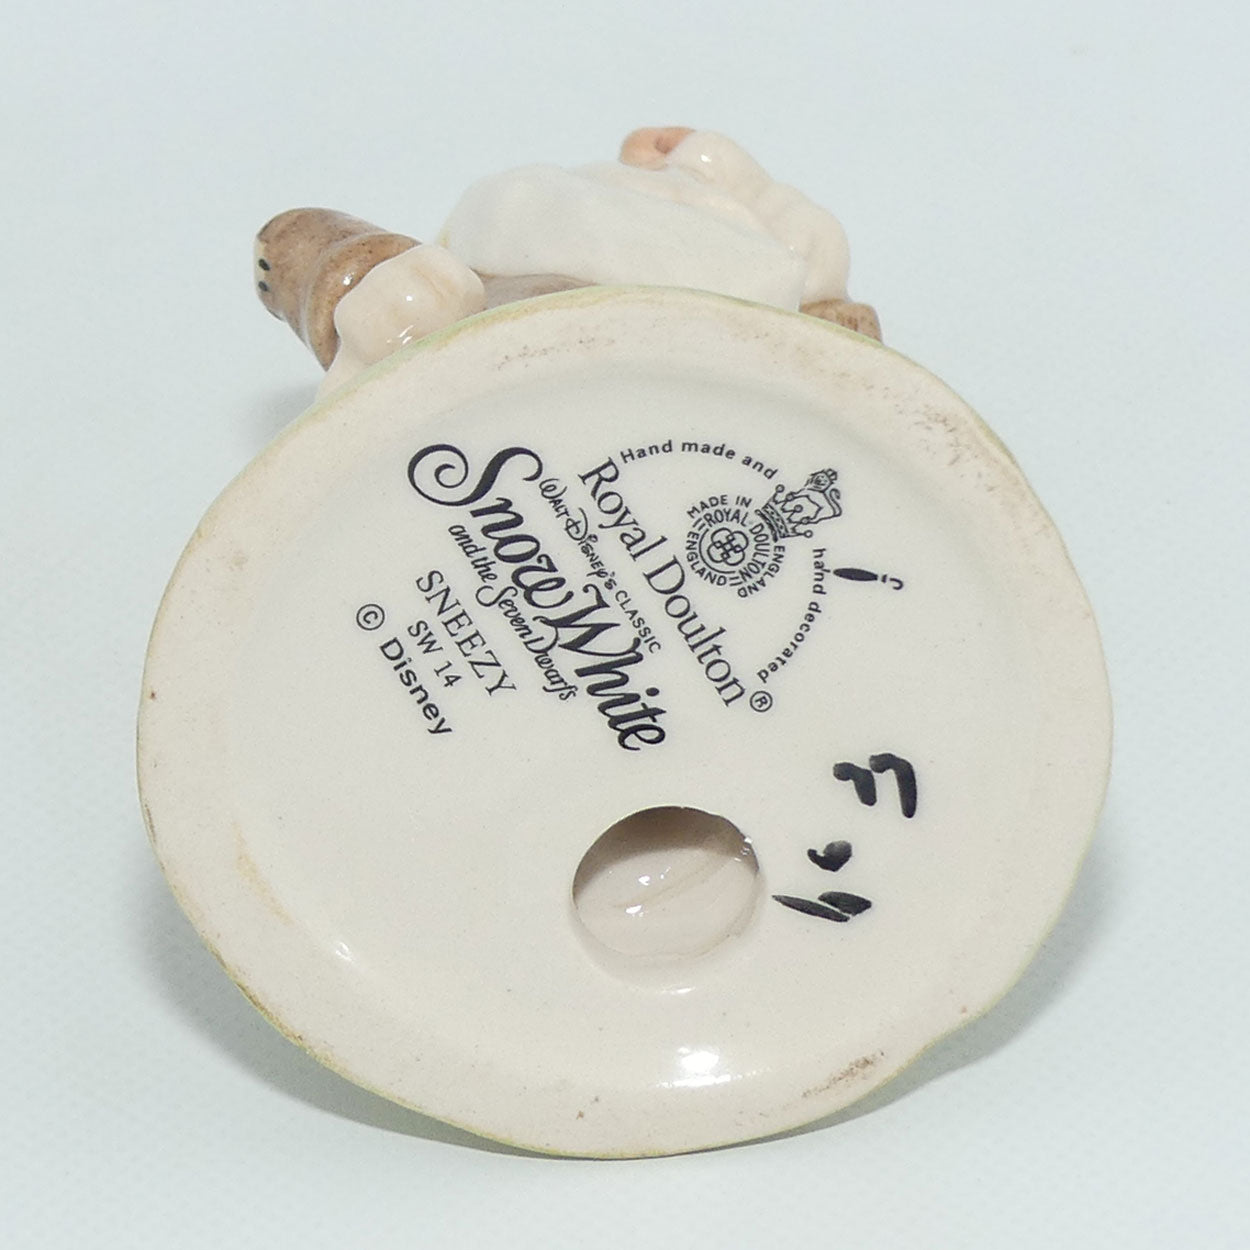 Hand made and
hand decorated
MADE IN
ENGLAND
ROYAL DOULTON
ENGLAND
Royal Doulton ®
WALT DISNEY'S CLASSIC
Snow White
and the Seven Dwarfs
SNEEZY
SW 14
© Disney